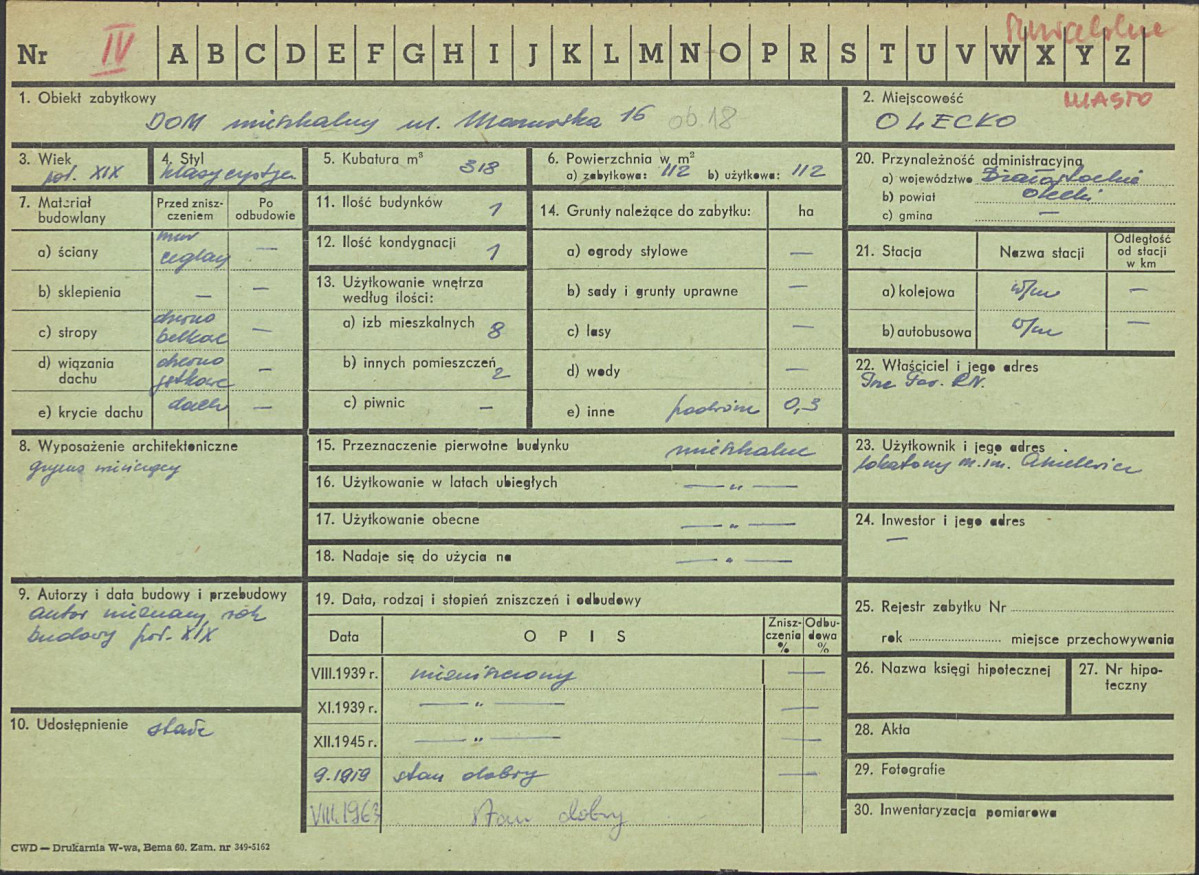 Nr IV A B C D E F G H I J K L M N O P R S T U V W X Y Z
1. Obiekt zabytkowy
DOM mieszkalny ul. Mazurska 16 ob. 18
2. Miejscowość MIASTO
OLECKO
3. Wiek
poł. XIX
4. Styl
klasycystycz
5. Kubatura m³ 318
6. Powierzchnia w m²
a) zabytkowa: 112 b) użytkowa: 112
20. Przynależność administracyjna
a) województwo Białostockie
b) powiat Olecki
c) gmina —
7. Materiał budowlany
Przed zniszczeniem
Po odbudowie
a) ściany mur ceglany —
b) sklepienia — —
c) stropy drewno belkowe —
d) wiązania dachu drewno —
e) krycie dachu dach —
11. Ilość budynków 1
12. Ilość kondygnacji 1
13. Użytkowanie wnętrza
według ilości:
a) izb mieszkalnych 8
b) innych pomieszczeń 2
c) piwnic —
14. Grunty należące do zabytku: ha
a) ogrody stylowe —
b) sady i grunty uprawne —
c) lasy —
d) wody —
e) inne podwórze 0,3
21. Stacja Nazwa stacji Odległość
od stacji
w km
a) kolejowa w/m —
b) autobusowa w/m —
22. Właściciel i jego adres
8. Wyposażenie architektoniczne
15. Przeznaczenie pierwotne budynku mieszkalne
16. Użytkowanie w latach ubiegłych — „ —
17. Użytkowanie obecne — „ —
18. Nadaje się do użycia na — „ —
23. Użytkownik i jego adres
lokatorzy m. in.
24. Inwestor i jego adres
—
9. Autorzy i data budowy i przebudowy
autor nieznany, rok
budowy poł. XIX
10. Udostępnienie stałe
19. Data, rodzaj i stopień zniszczeń i odbudowy
Data OPIS Zniszczenia % Odbudowa %
VIII.1939 r. niezniszczony —
XI.1939 r. — „ — —
XII.1945 r. — „ — —
9.1959 stan dobry —
VIII.1963 stan dobry
25. Rejestr zabytku Nr
rok miejsce przechowywania
26. Nazwa księgi hipotecznej
27. Nr hipoteczny
28. Akta
29. Fotografie
30. Inwentaryzacja pomiarowa
CWD — Drukarnia W-wa, Bema 60. Zam. nr 349-5162